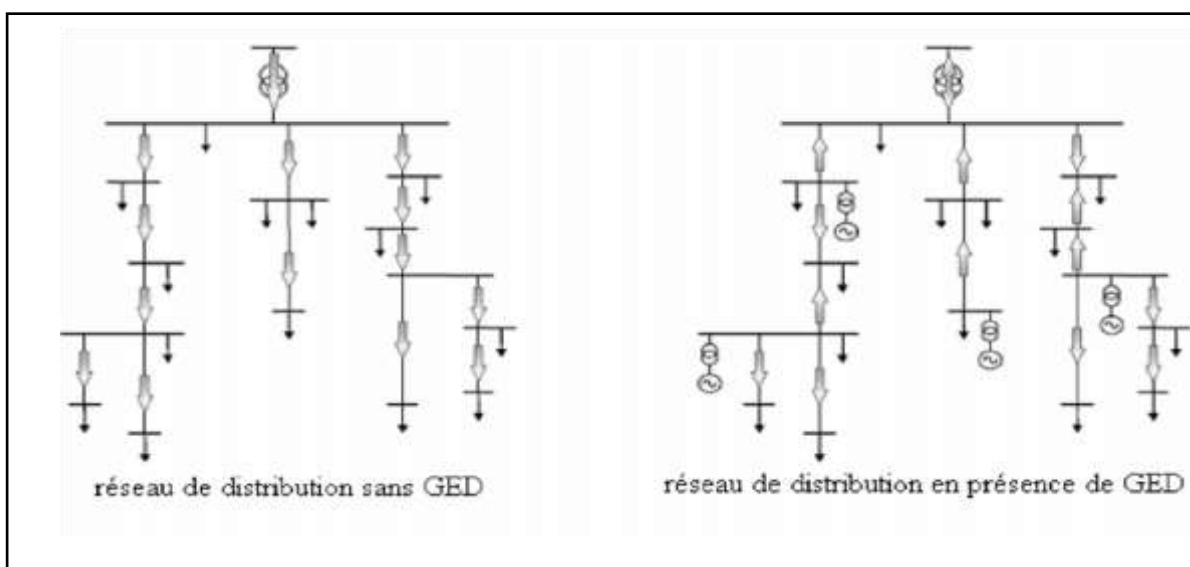 réseau de distribution sans GED
réseau de distribution en présence de GED